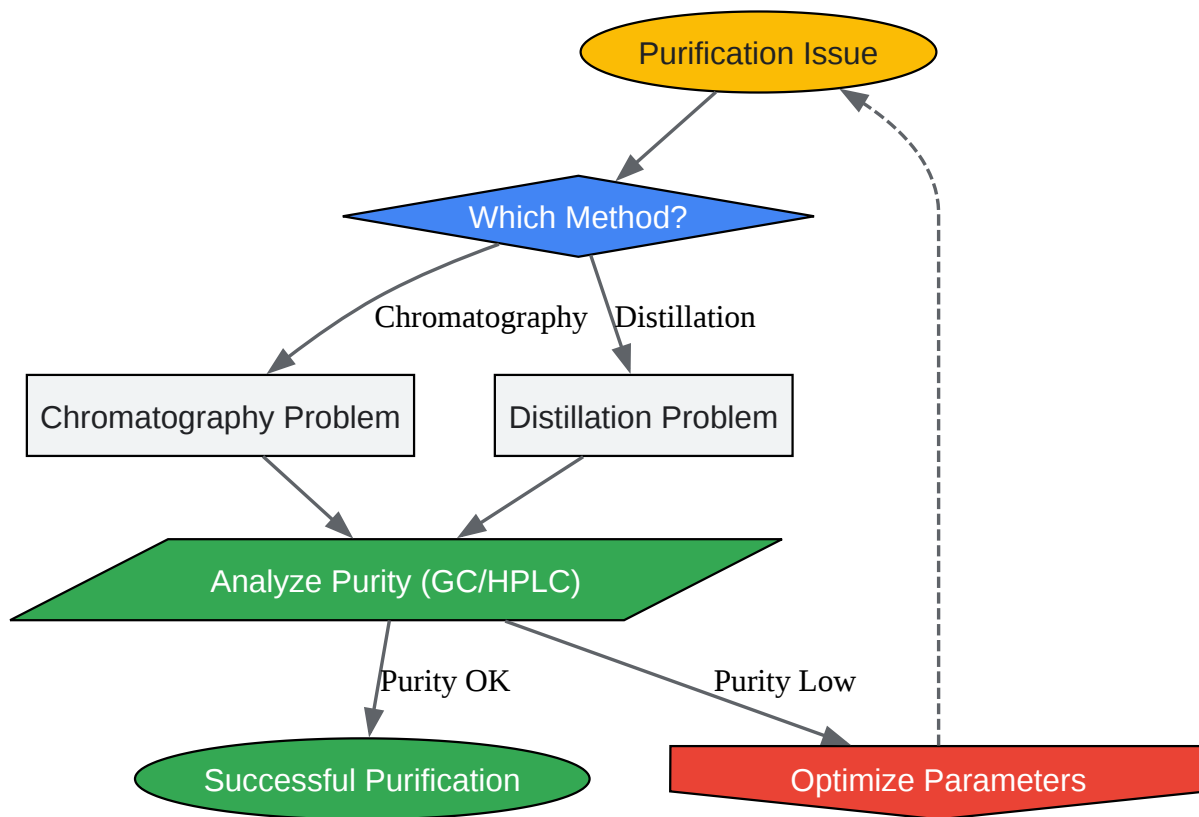 Purification Issue
Which Method?
Chromatography
Distillation
Chromatography Problem
Distillation Problem
Analyze Purity (GC/HPLC)
Purity OK
Purity Low
Successful Purification
Optimize Parameters